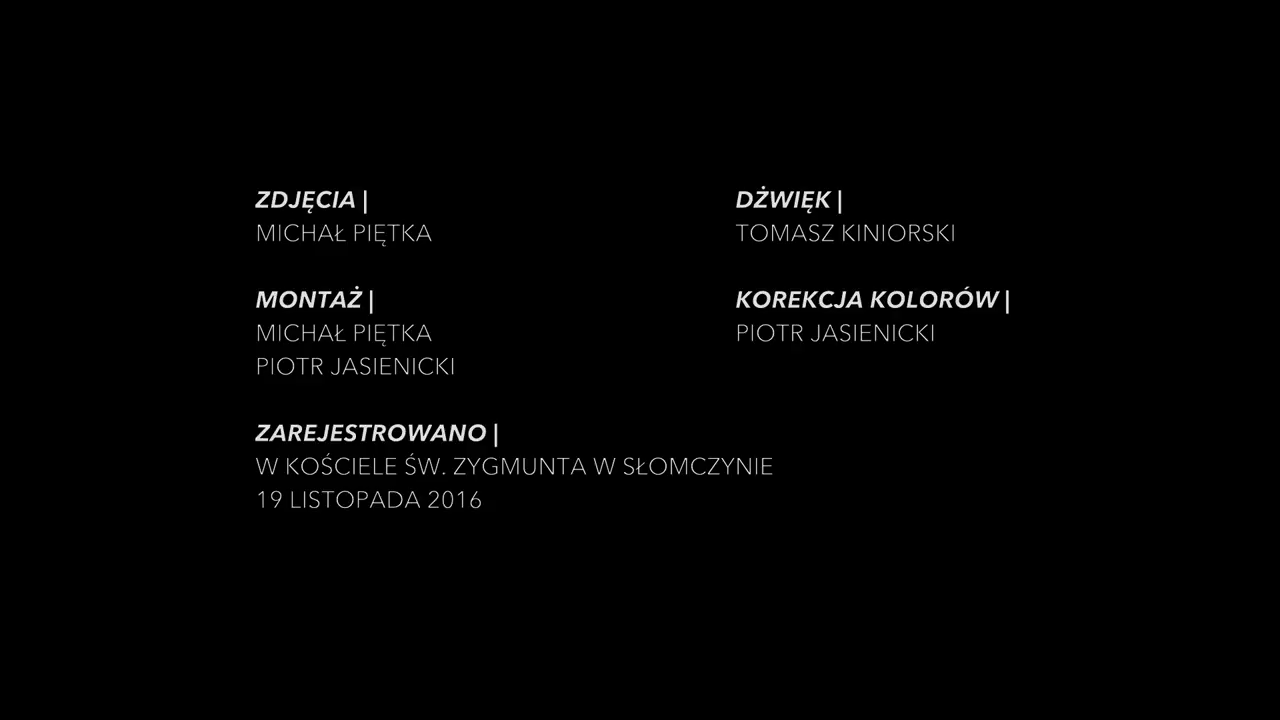 ZDJĘCIA |
MICHAŁ PIĘTKA
DŻWIĘK |
TOMASZ KINIORSKI
MONTAŻ |
MICHAŁ PIĘTKA
PIOTR JASIENICKI
KOREKCJA KOLORÓW |
PIOTR JASIENICKI
ZAREJESTROWANO |
W KOŚCIELE ŚW. ZYGMUNTA W SŁOMCZYNIE
19 LISTOPADA 2016